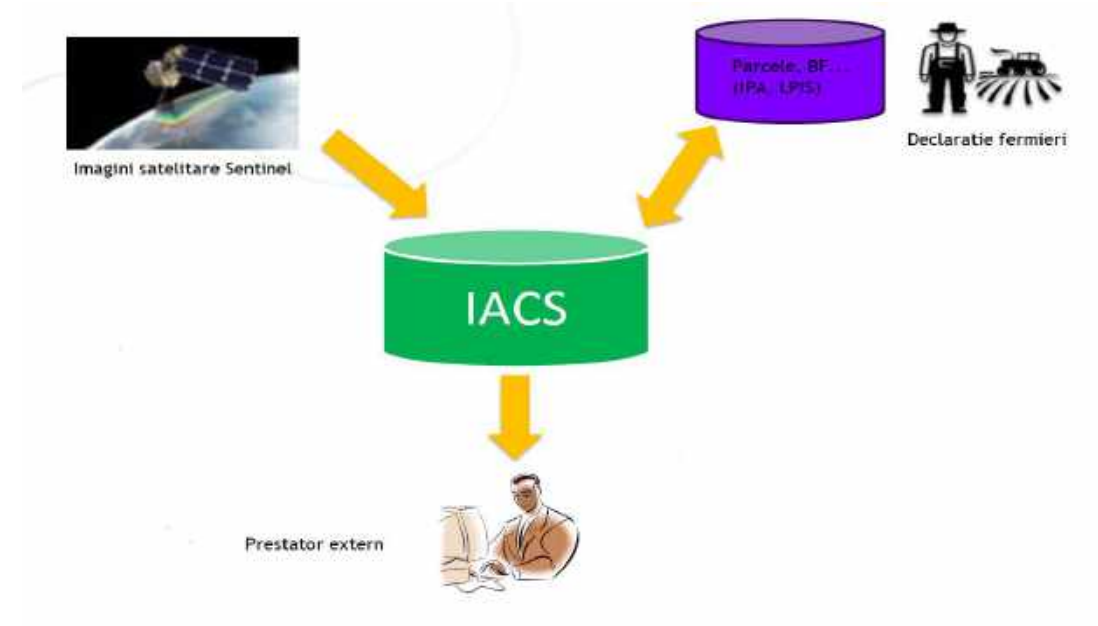 Parcele, BF...
(IPA, LPIS)
Declaratie fermieri
Imagini satelitare Sentinel
IACS
Prestator extern